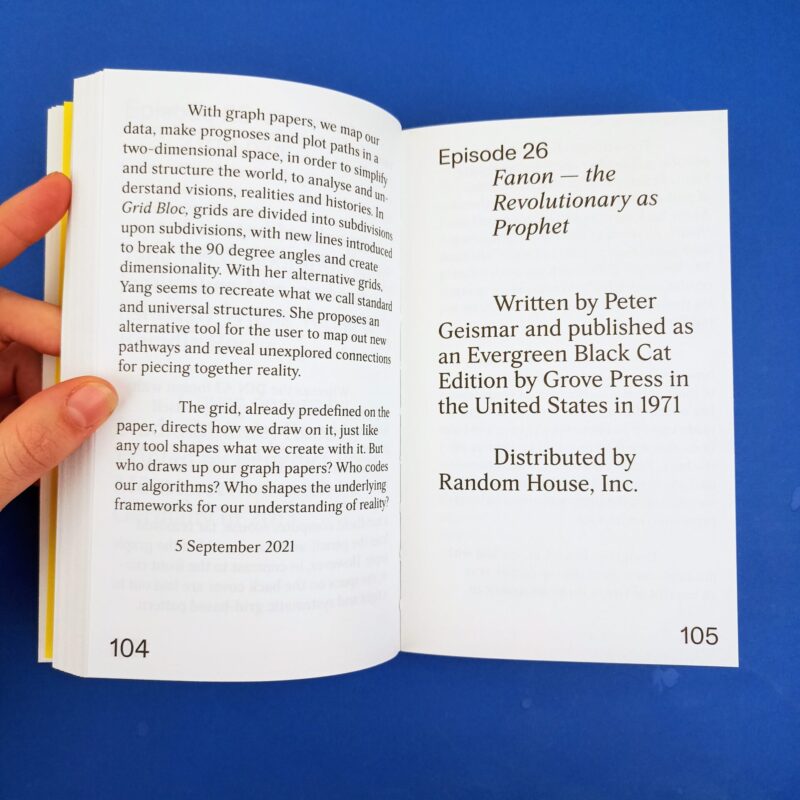 With graph papers, we map our
data, make prognoses and plot paths in a
two-dimensional space, in order to simplify
and structure the world, to analyse and un-
derstand visions, realities and histories. In
Grid Bloc, grids are divided into subdivisions
upon subdivisions, with new lines introduced
to break the 90 degree angles and create
dimensionality. With her alternative grids,
Yang seems to recreate what we call standard
and universal structures. She proposes an
alternative tool for the user to map out new
pathways and reveal unexplored connections
for piecing together reality.
The grid, already predefined on the
paper, directs how we draw on it, just like
any tool shapes what we create with it. But
who draws up our graph papers? Who codes
our algorithms? Who shapes the underlying
frameworks for our understanding of reality?
5 September 2021
104
Episode 26
Fanon — the
Revolutionary as
Prophet
Written by Peter
Geismar and published as
an Evergreen Black Cat
Edition by Grove Press in
the United States in 1971
Distributed by
Random House, Inc.
105